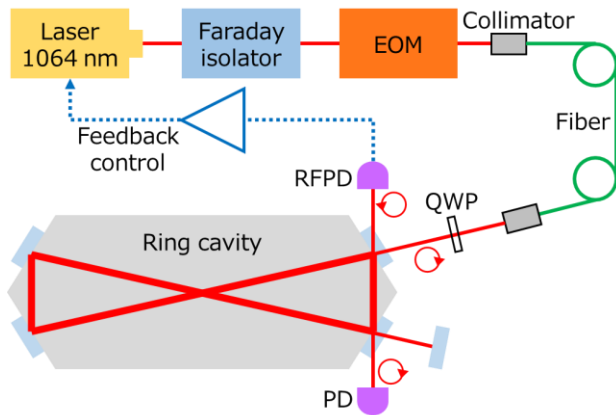 Laser
1064 nm
Faraday
isolator
EOM
Collimator
Feedback
control
Fiber
RFPD
QWP
Ring cavity
PD